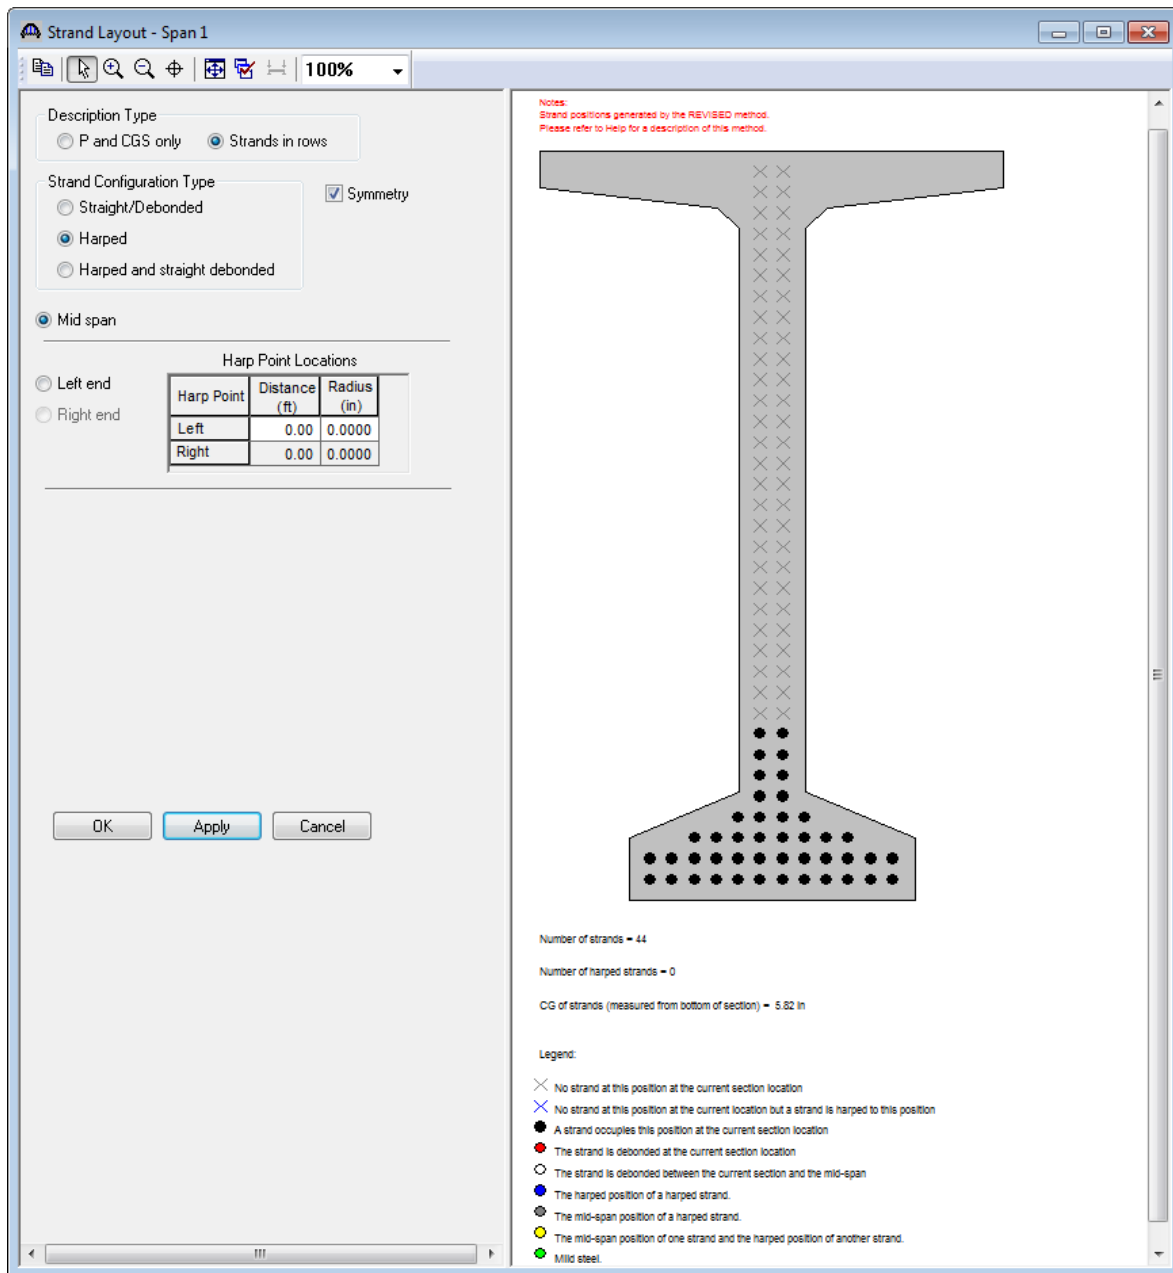 Strand Layout - Span 1
100%
Description Type
P and CGS only
Strands in rows
Strand Configuration Type
Straight/Debonded
Symmetry
Harped
Harped and straight debonded
Mid span
Harp Point Locations
Left end
Right end
Harp Point Distance (ft) Radius (in)
Left 0.00 0.0000
Right 0.00 0.0000
OK
Apply
Cancel
Notes:
Strand positions generated by the REVISED method.
Please refer to Help for a description of this method.
Number of strands = 44
Number of harped strands = 0
CG of strands (measured from bottom of section) = 5.82 in
Legend:
No strand at this position at the current section location
No strand at this position at the current location but a strand is harped to this position
A strand occupies this position at the current section location
The strand is debonded at the current section location
The strand is debonded between the current section and the mid-span
The harped position of a harped strand.
The mid-span position of a harped strand.
The mid-span position of one strand and the harped position of another strand.
Mild steel.